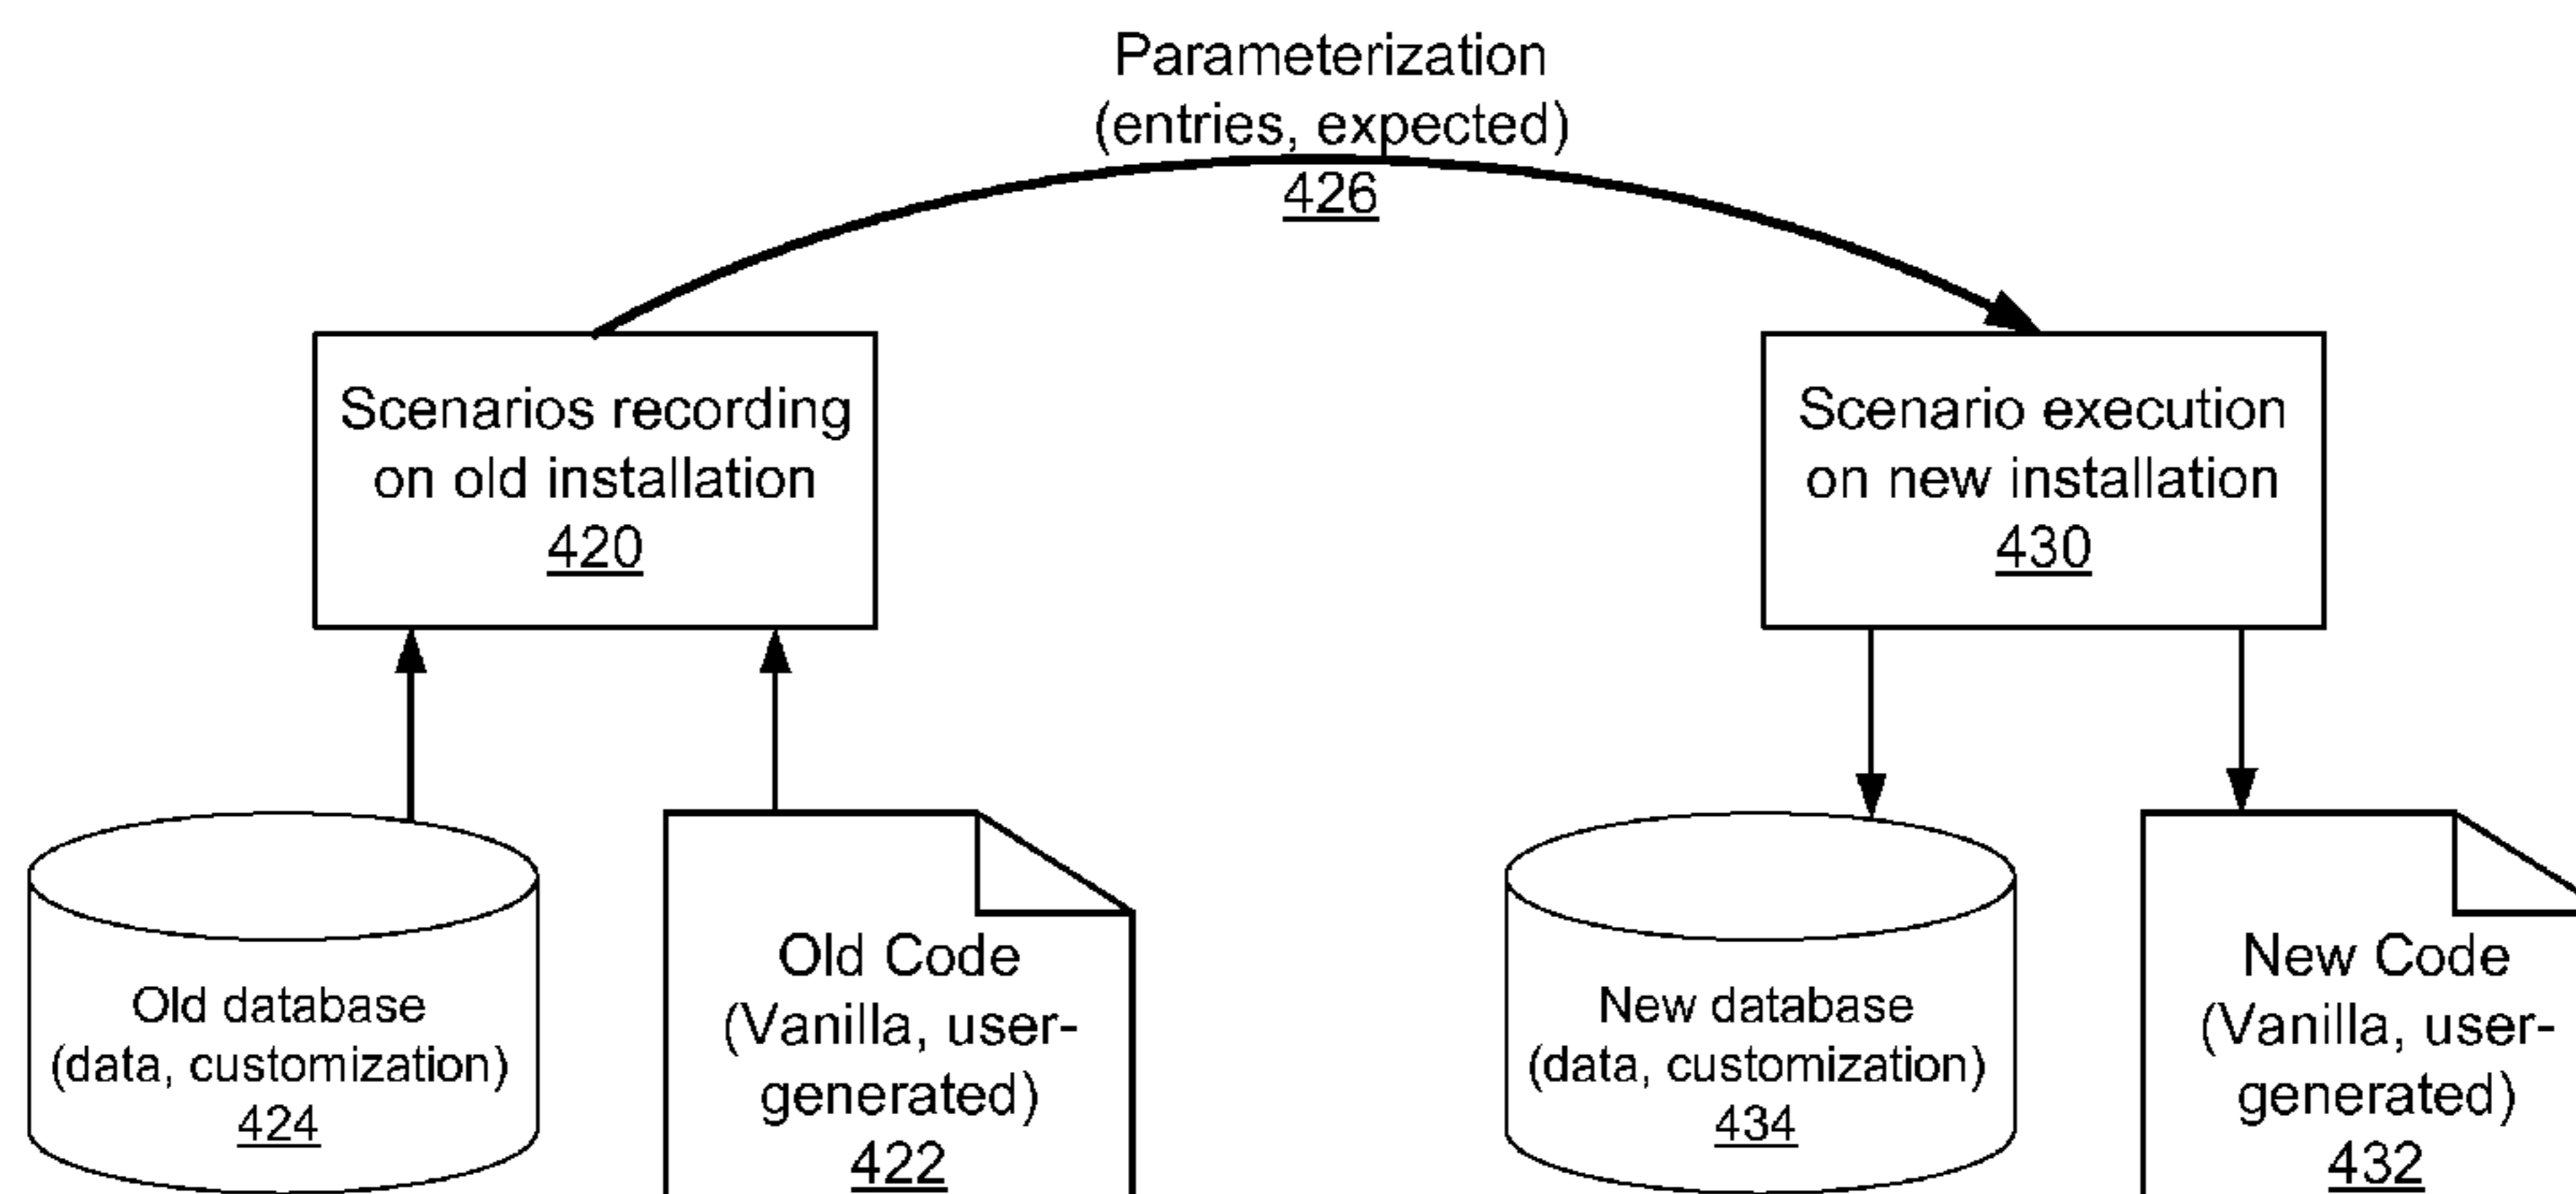 Parameterization
(entries, expected)
426
Scenarios recording
on old installation
420
Scenario execution
on new installation
430
Old database
(data, customization)
424
Old Code
(Vanilla, user-
generated)
422
New database
(data, customization)
434
New Code
(Vanilla, user-
generated)
432